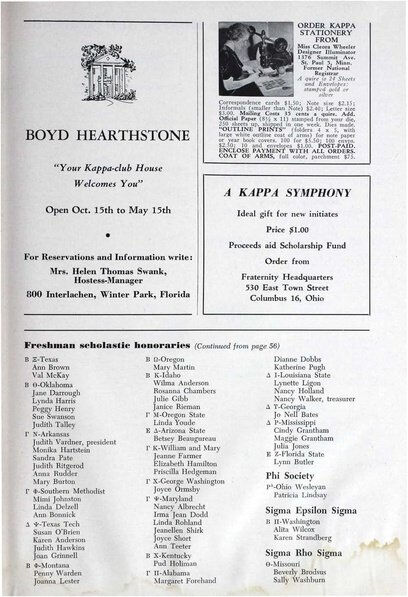 BOYD HEARTHSTONE
"Your Kappa-club House
Welcomes You"
Open Oct. 15th to May 15th
•
For Reservations and Information write:
Mrs. Helen Thomas Swank,
Hostess-Manager
800 Interlachen, Winter Park, Florida
ORDER KAPPA
STATIONERY
FROM
Miss Cleora Wheeler
Designer Illuminator
1376 Summit Ave.
St. Paul 5, Minn.
Former National
Registrar
A quire is 24 Sheets
and Envelopes:
stamped gold or
silver
Correspondence cards $1.50; Note size $2.15;
Informals (smaller than Note) $2.40; Letter size
$3.00. Mailing Costs 35 cents a quire. Add.
Official Paper (8½ x 11) stamped from your die,
250 sheets up, shipped in one week. Dies made.
"OUTLINE PRINTS" (folders 4 x 5, with
large white outline coat of arms) for note paper
or year book covers. 100 for $5.50; 100 envps.
$2.50; 10 and envelopes $1.00. POST-PAID.
ENCLOSE PAYMENT WITH ALL ORDERS.
COAT OF ARMS, full color, parchment $75.
A KAPPA SYMPHONY
Ideal gift for new initiates
Price $1.00
Proceeds aid Scholarship Fund
Order from
Fraternity Headquarters
530 East Town Street
Columbus 16, Ohio
Freshman scholastic honoraries (Continued from page 56)
B Ξ-Texas
Ann Brown
Val McKay
B Θ-Oklahoma
Jane Darrough
Lynda Harris
Peggy Henry
Sue Swanson
Judith Talley
Γ N-Arkansas
Judith Vardner, president
Monika Hartstein
Sandra Pate
Judith Ritgerod
Anna Rudder
Mary Burton
Γ Φ-Southern Methodist
Mimi Johnston
Linda Delzell
Ann Bonnick
Δ Ψ-Texas Tech
Susan O'Brien
Karen Anderson
Judith Hawkins
Joan Grinnell
B Φ-Montana
Penny Warden
Joanna Lester
B Ω-Oregon
Mary Martin
B K-Idaho
Wilma Anderson
Rosanna Chambers
Julie Gibb
Janice Rieman
Γ M-Oregon State
Linda Youde
E Δ-Arizona State
Betsey Beaugureau
Γ K-William and Mary
Jeanne Farmer
Elizabeth Hamilton
Priscilla Hedgeman
Γ X-George Washington
Joyce Ormsby
Γ Ψ-Maryland
Nancy Albrecht
Irma Jean Dodd
Linda Rohland
Jeanellen Shirk
Joyce Short
Ann Teeter
B X-Kentucky
Pud Holiman
Γ Π-Alabama
Margaret Forehand
Dianne Dobbs
Katherine Pugh
Δ I-Louisiana State
Lynette Ligon
Nancy Holland
Nancy Walker, treasurer
Δ T-Georgia
Jo Nell Bates
Δ P-Mississippi
Cindy Grantham
Maggie Grantham
Julia Jones
E Z-Florida State
Lynn Butler
Phi Society
P^Δ-Ohio Wesleyan
Patricia Lindsay
Sigma Epsilon Sigma
B Π-Washington
Alita Wilcox
Karen Strandberg
Sigma Rho Sigma
Θ-Missouri
Beverly Brodsus
Sally Washburn